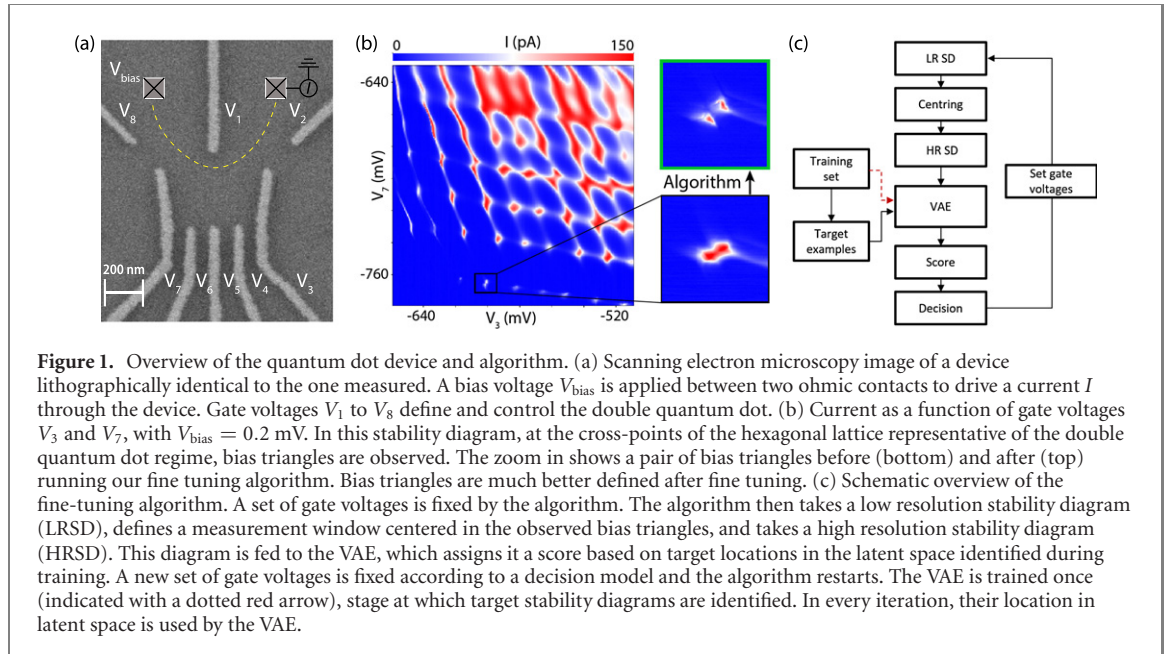 (a)
V_bias
I
V_8
V_1
V_2
200 nm
V_7
V_6
V_5
V_4
V_3
(b)
0
I (pA)
150
-640
V_7 (mV)
-760
-640
V_3 (mV)
-520
Algorithm
(c)
LR SD
Centring
HR SD
Training
set
VAE
Set gate
voltages
Target
examples
Score
Decision
Figure 1. Overview of the quantum dot device and algorithm. (a) Scanning electron microscopy image of a device
lithographically identical to the one measured. A bias voltage V_bias is applied between two ohmic contacts to drive a current I
through the device. Gate voltages V_1 to V_8 define and control the double quantum dot. (b) Current as a function of gate voltages
V_3 and V_7, with V_bias = 0.2 mV. In this stability diagram, at the cross-points of the hexagonal lattice representative of the double
quantum dot regime, bias triangles are observed. The zoom in shows a pair of bias triangles before (bottom) and after (top)
running our fine tuning algorithm. Bias triangles are much better defined after fine tuning. (c) Schematic overview of the
fine-tuning algorithm. A set of gate voltages is fixed by the algorithm. The algorithm then takes a low resolution stability diagram
(LRSD), defines a measurement window centered in the observed bias triangles, and takes a high resolution stability diagram
(HRSD). This diagram is fed to the VAE, which assigns it a score based on target locations in the latent space identified during
training. A new set of gate voltages is fixed according to a decision model and the algorithm restarts. The VAE is trained once
(indicated with a dotted red arrow), stage at which target stability diagrams are identified. In every iteration, their location in
latent space is used by the VAE.